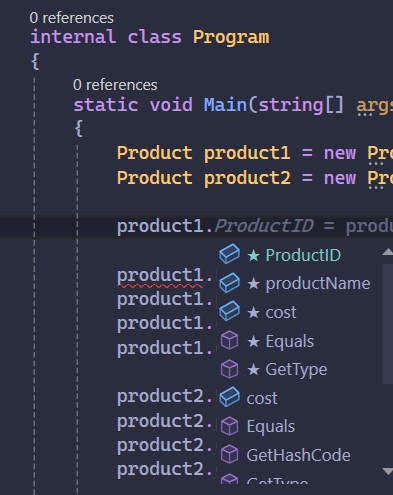 0 references
internal class Program
{
0 references
static void Main(string[] args
{
Product product1 = new Pr
Product product2 = new Pr
product1.ProductID = prod
★ ProductID
product1. ★ productName
product1. ★ cost
product1. ★ Equals
product1. ★ GetType
product2. cost
product2. Equals
product2. GetHashCode
product2. GetType